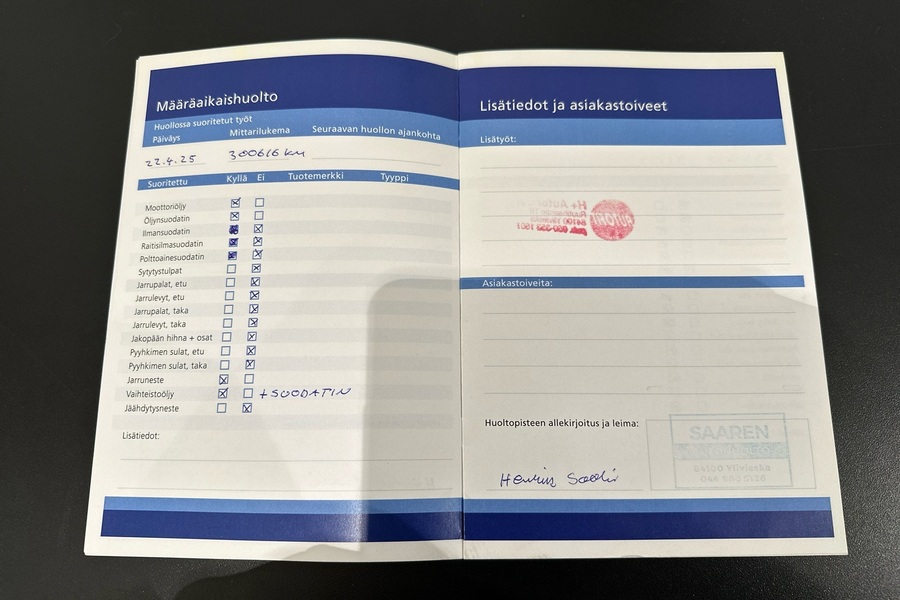 Määräaikaishuolto
Huollossa suoritetut työt
Päiväys Mittarilukema Seuraavan huollon ajankohta
22.4.25 300616 km
Suoritettu Kyllä Ei Tuotemerkki Tyyppi
Moottoriöljy
Öljynsuodatin
Ilmansuodatin
Raitisilmasuodatin
Polttoainesuodatin
Sytytystulpat
Jarrupalat, etu
Jarrulevyt, etu
Jarrupalat, taka
Jarrulevyt, taka
Jakopään hihna + osat
Pyyhkimen sulat, etu
Pyyhkimen sulat, taka
Jarruneste
Vaihteistoöljy + SUODATIN
Jäähdytysneste
Lisätiedot:
Lisätiedot ja asiakastoiveet
Lisätyöt:
Asiakastoiveita:
Huoltopisteen allekirjoitus ja leima:
SAAREN
84100 Ylivieska